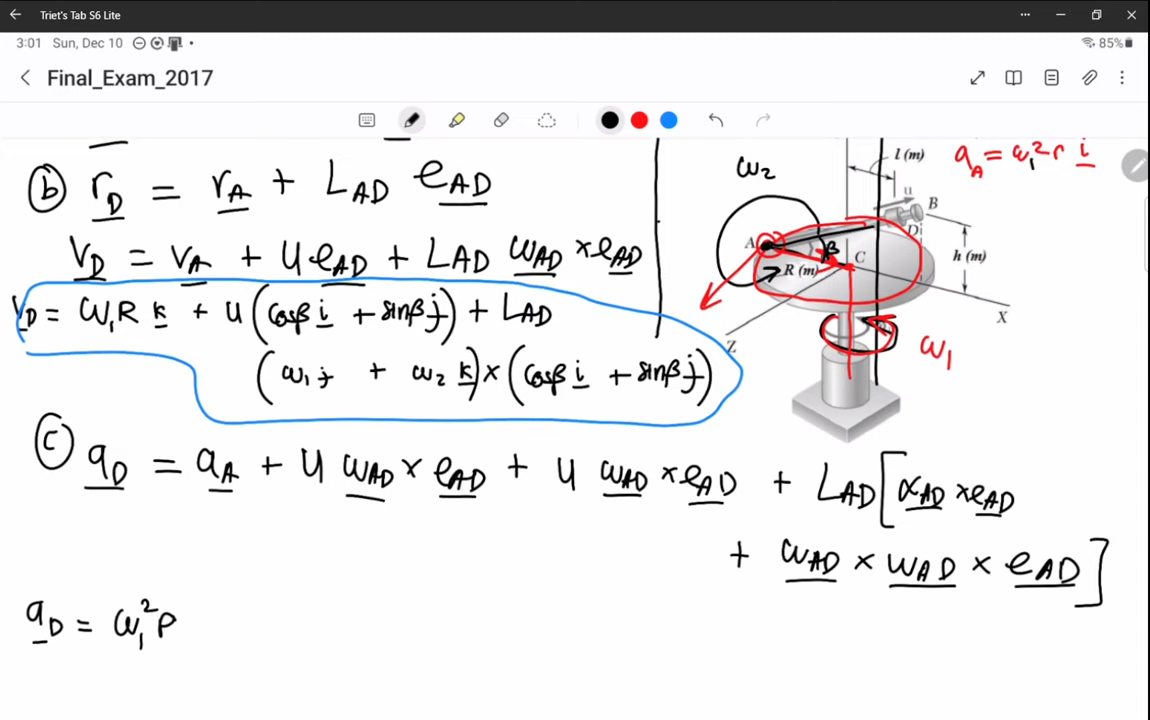 Triet's Tab S6 Lite
3:01 Sun, Dec 10 85%
Final_Exam_2017
ⓑ r_D = r_A + L_AD e_AD
V_D = V_A + U e_AD + L_AD ω_AD × e_AD
V_D = ω₁R k + U (cosβ i + sinβ j) + L_AD
(ω₁ j + ω₂ k) × (cosβ i + sinβ j)
ⓒ a_D = a_A + U ω_AD × e_AD + U ω_AD × e_AD + L_AD [α_AD × e_AD
+ ω_AD × ω_AD × e_AD]
a_D = ω₁² R
a_A = ω₁² r i
ω₂
l (m)
u
B
D
A
β
C
R (m)
h (m)
X
Z
ω₁